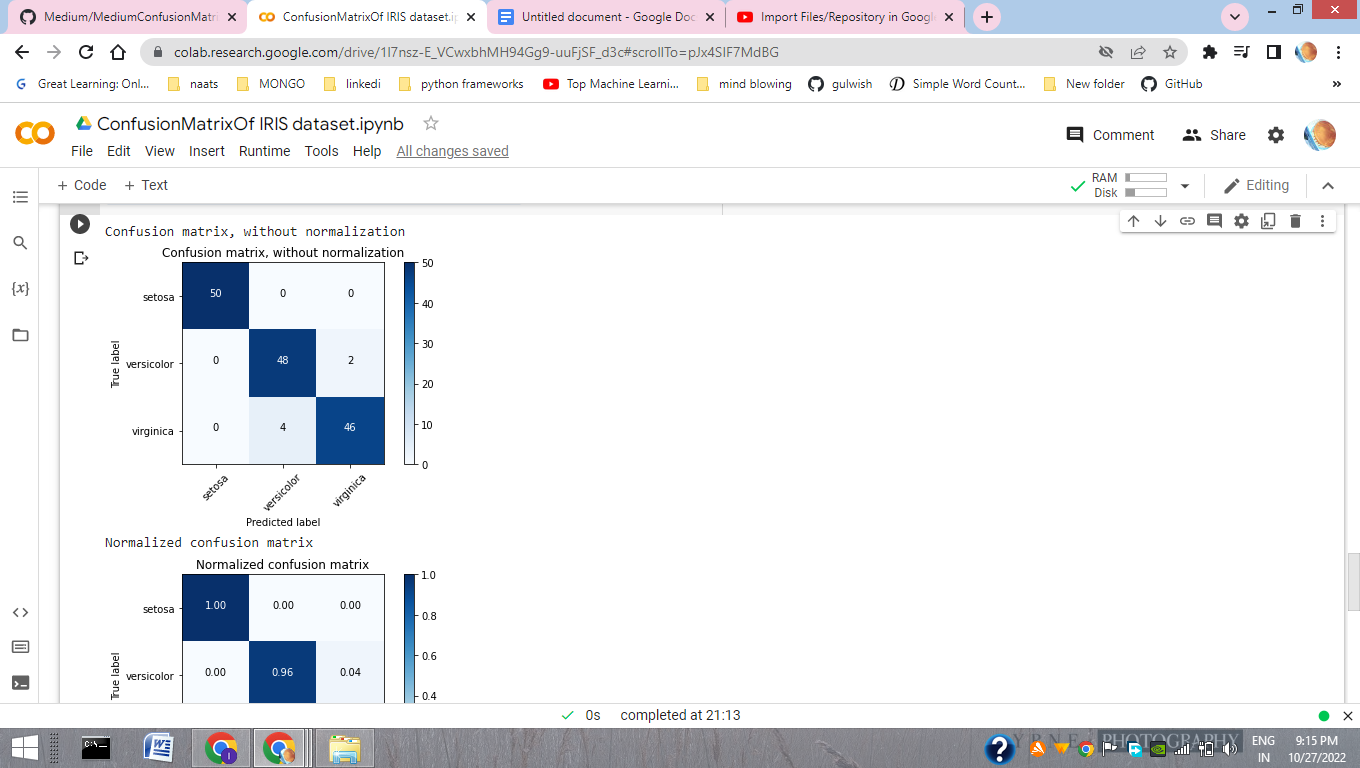 Medium/MediumConfusionMatri
ConfusionMatrixOf IRIS dataset.ip
Untitled document - Google Doc
Import Files/Repository in Google
colab.research.google.com/drive/1I7nsz-E_VCwxbhMH94Gg9-uuFjSF_d3c#scrollTo=pJx4SIF7MdBG
Great Learning: Onl...
naats
MONGO
linkedi
python frameworks
Top Machine Learni...
mind blowing
gulwish
Simple Word Count...
New folder
GitHub
»
ConfusionMatrixOf IRIS dataset.ipynb
Comment
Share
File Edit View Insert Runtime Tools Help All changes saved
+ Code + Text
RAM
Disk
Editing
{x}
Confusion matrix, without normalization
Confusion matrix, without normalization
setosa 50 0 0
versicolor 0 48 2
virginica 0 4 46
True label
50
40
30
20
10
0
setosa
versicolor
virginica
Predicted label
Normalized confusion matrix
Normalized confusion matrix
setosa 1.00 0.00 0.00
versicolor 0.00 0.96 0.04
True label
1.0
0.8
0.6
0.4
0s completed at 21:13
PHOTOGRAPHY
ENG
IN
9:15 PM
10/27/2022